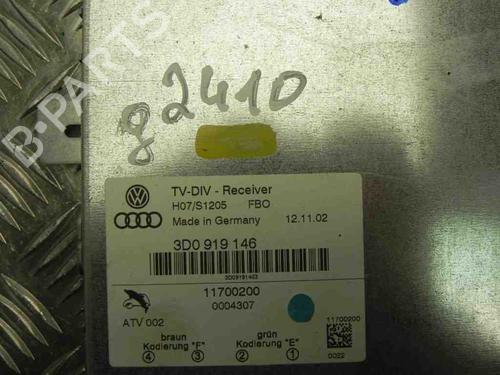 B-PARTS
82410
TV-DIV - Receiver
H07/S1205 FBO
Made in Germany 12.11.02
3D0 919 146
11700200
0004307
ATV 002
11700200
braun grün
Kodierung "F" Kodierung "E"
4 3 2 1
0022